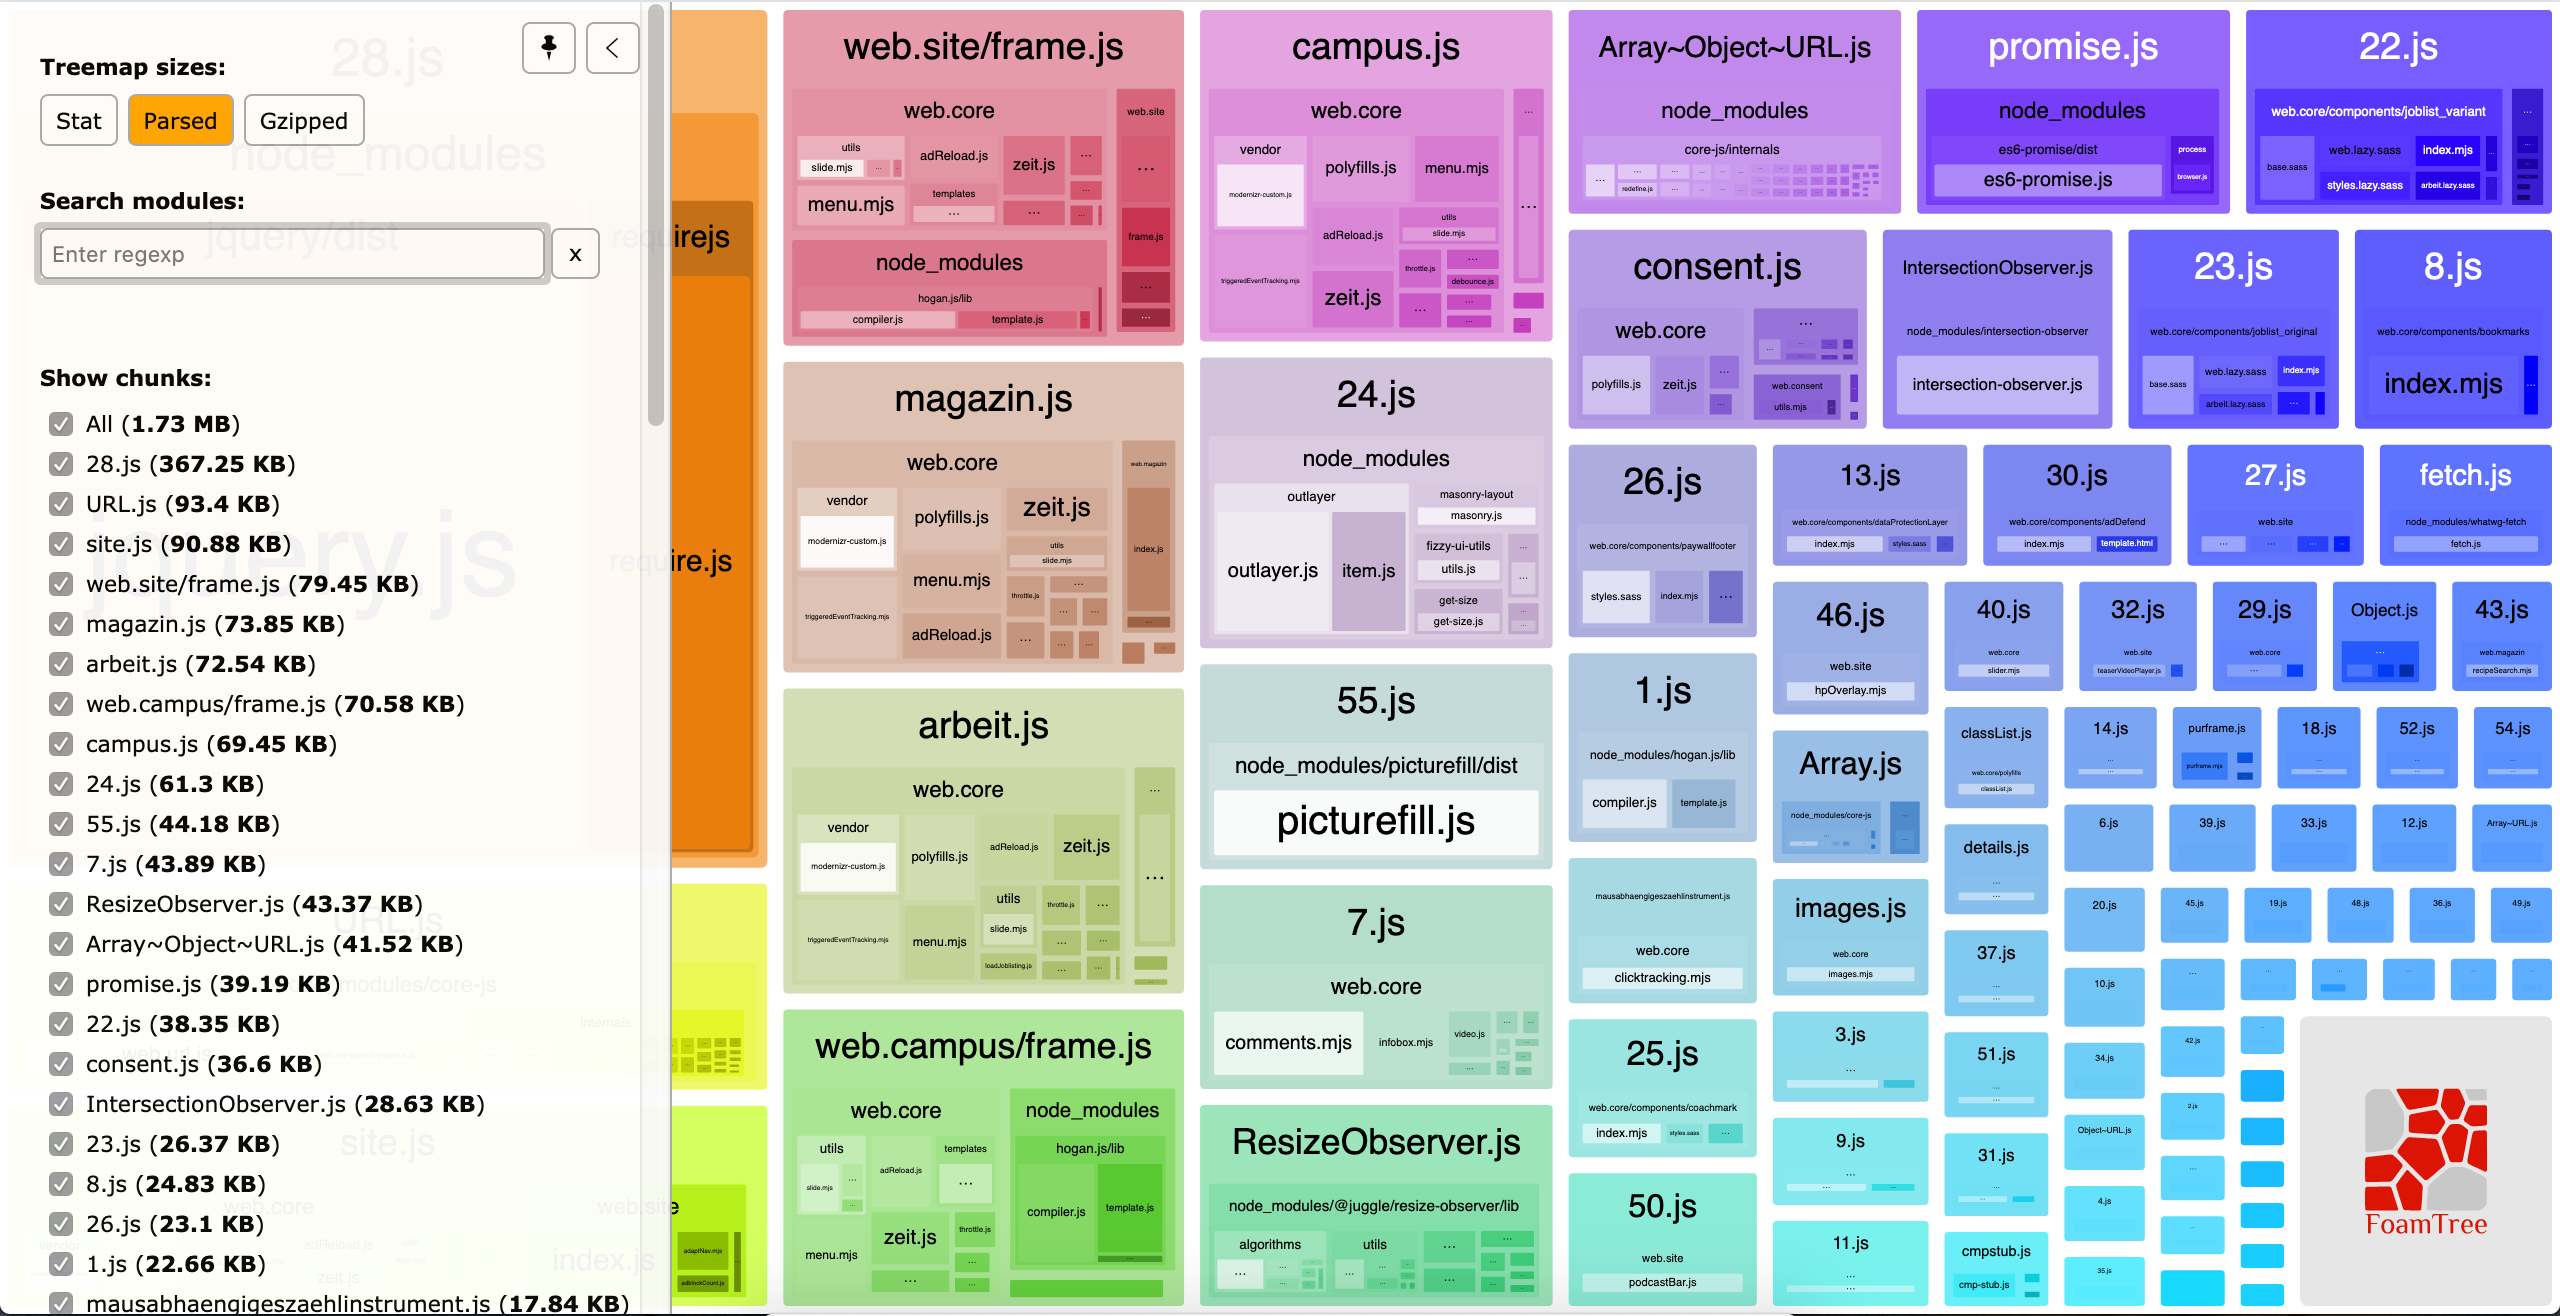 Treemap sizes:
Stat
Parsed
Gzipped
Search modules:
Enter regexp
x
Show chunks:
All (1.73 MB)
28.js (367.25 KB)
URL.js (93.4 KB)
site.js (90.88 KB)
web.site/frame.js (79.45 KB)
magazin.js (73.85 KB)
arbeit.js (72.54 KB)
web.campus/frame.js (70.58 KB)
campus.js (69.45 KB)
24.js (61.3 KB)
55.js (44.18 KB)
7.js (43.89 KB)
ResizeObserver.js (43.37 KB)
Array~Object~URL.js (41.52 KB)
promise.js (39.19 KB)
22.js (38.35 KB)
consent.js (36.6 KB)
IntersectionObserver.js (28.63 KB)
23.js (26.37 KB)
8.js (24.83 KB)
26.js (23.1 KB)
1.js (22.66 KB)
mausabhaengigeszaehlinstrument.js (17.84 KB)
28.js
node_modules
jquery/dist
jquery.js
requirejs
require.js
URL.js
internals
site.js
web.core
web.site
vendor
adReload.js
zeit.js
index.js
adaptNav.mjs
adblockCount.js
web.site/frame.js
web.core
web.site
utils
slide.mjs
adReload.js
zeit.js
menu.mjs
templates
frame.js
node_modules
hogan.js/lib
compiler.js
template.js
magazin.js
web.core
web.magazin
vendor
modernizr-custom.js
polyfills.js
zeit.js
utils
slide.mjs
index.js
menu.mjs
throttle.js
triggeredEventTracking.mjs
adReload.js
arbeit.js
web.core
vendor
modernizr-custom.js
polyfills.js
adReload.js
zeit.js
utils
slide.mjs
throttle.js
triggeredEventTracking.mjs
menu.mjs
loadJoblisting.js
web.campus/frame.js
web.core
node_modules
utils
slide.mjs
adReload.js
templates
hogan.js/lib
compiler.js
template.js
menu.mjs
zeit.js
throttle.js
campus.js
web.core
vendor
modernizr-custom.js
polyfills.js
menu.mjs
utils
slide.mjs
adReload.js
throttle.js
debounce.js
triggeredEventTracking.mjs
zeit.js
24.js
node_modules
outlayer
outlayer.js
item.js
masonry-layout
masonry.js
fizzy-ui-utils
utils.js
get-size
get-size.js
55.js
node_modules/picturefill/dist
picturefill.js
7.js
web.core
comments.mjs
infobox.mjs
video.js
ResizeObserver.js
node_modules/@juggle/resize-observer/lib
algorithms
utils
Array~Object~URL.js
node_modules
core-js/internals
redefine.js
promise.js
node_modules
es6-promise/dist
es6-promise.js
process
browser.js
22.js
web.core/components/joblist_variant
base.sass
web.lazy.sass
index.mjs
styles.lazy.sass
arbeit.lazy.sass
consent.js
web.core
polyfills.js
zeit.js
web.consent
utils.mjs
IntersectionObserver.js
node_modules/intersection-observer
intersection-observer.js
23.js
web.core/components/joblist_original
base.sass
web.lazy.sass
index.mjs
arbeit.lazy.sass
8.js
web.core/components/bookmarks
index.mjs
26.js
web.core/components/paywallfooter
styles.sass
index.mjs
13.js
web.core/components/dataProtectionLayer
index.mjs
styles.sass
30.js
web.core/components/adDefend
index.mjs
template.html
27.js
web.site
fetch.js
node_modules/whatwg-fetch
fetch.js
46.js
web.site
hpOverlay.mjs
40.js
web.core
slider.mjs
32.js
web.site
teaserVideoPlayer.js
29.js
web.core
Object.js
43.js
web.magazin
recipeSearch.mjs
1.js
node_modules/hogan.js/lib
compiler.js
template.js
Array.js
node_modules/core-js
classList.js
web.core/polyfills
classList.js
14.js
purframe.js
purframe.mjs
18.js
52.js
54.js
6.js
39.js
33.js
12.js
Array~URL.js
mausabhaengigeszaehlinstrument.js
web.core
clicktracking.mjs
images.js
web.core
images.mjs
details.js
20.js
45.js
19.js
48.js
36.js
49.js
37.js
10.js
25.js
web.core/components/coachmark
index.mjs
styles.sass
3.js
51.js
34.js
42.js
9.js
31.js
Object~URL.js
2.js
50.js
web.site
podcastBar.js
11.js
cmpstub.js
cmp-stub.js
4.js
35.js
FoamTree